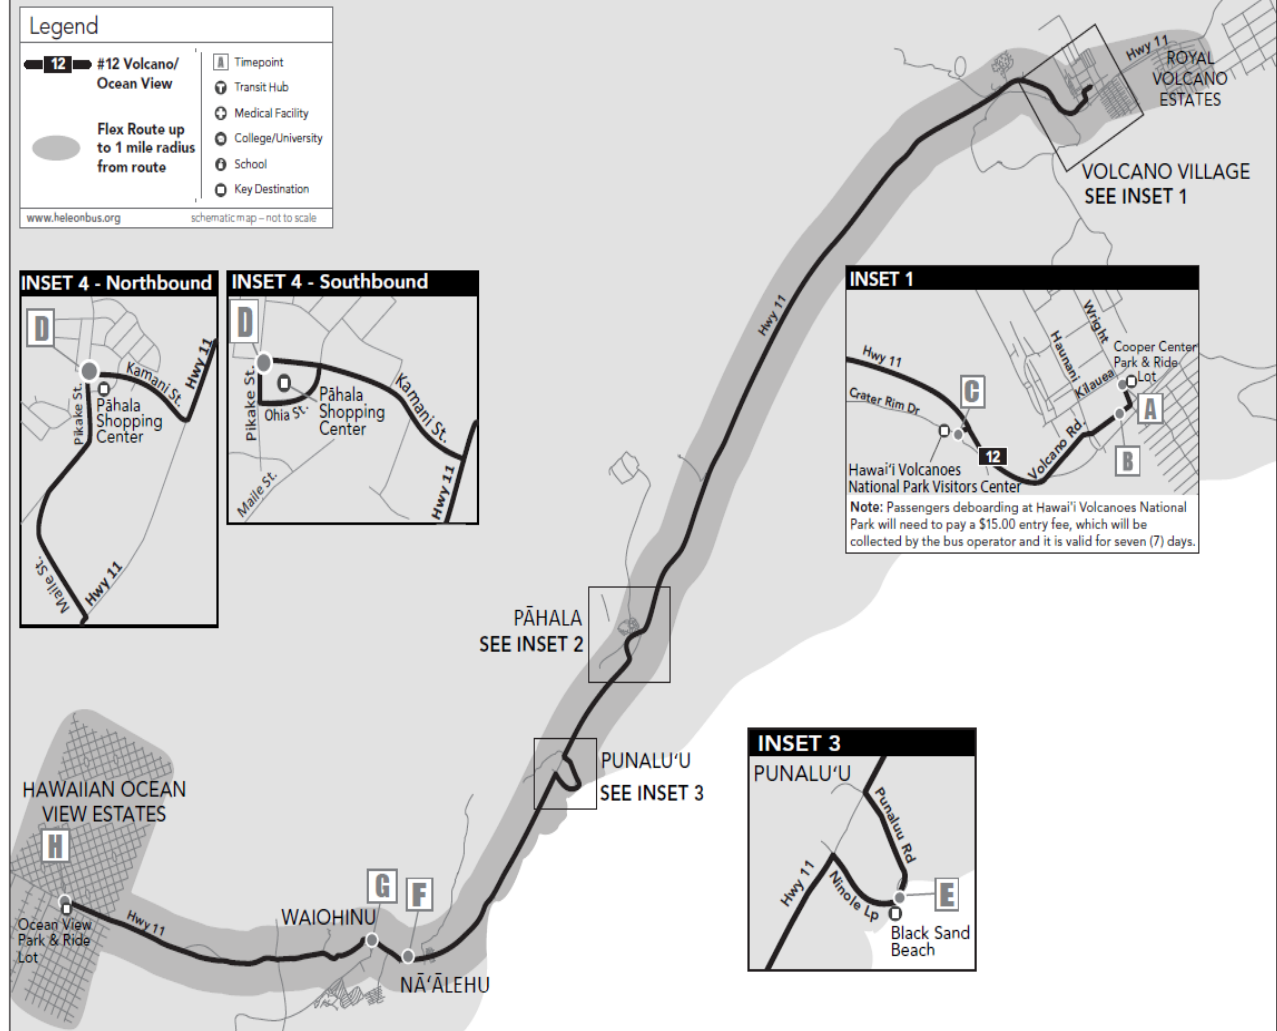 Legend
12
#12 Volcano/
Ocean View
Flex Route up
to 1 mile radius
from route
A Timepoint
Transit Hub
Medical Facility
College/University
School
Key Destination
www.heleonbus.org
schematic map – not to scale
Hwy 11
ROYAL
VOLCANO
ESTATES
VOLCANO VILLAGE
SEE INSET 1
Hwy 11
INSET 4 - Northbound
D
Kamani St.
Hwy 11
Pikake St.
Pāhala
Shopping
Center
Maile St.
Hwy 11
INSET 4 - Southbound
D
Pikake St.
Pāhala
Shopping
Center
Ohia St.
Kamani St.
Maile St.
Hwy 11
INSET 1
Hwy 11
Crater Rim Dr
C
Haunani
Wright
Cooper Center
Park & Ride
Lot
Kilauea
A
B
Volcano Rd.
12
Hawai‘i Volcanoes
National Park Visitors Center
Note: Passengers deboarding at Hawai'i Volcanoes National
Park will need to pay a $15.00 entry fee, which will be
collected by the bus operator and it is valid for seven (7) days.
PĀHALA
SEE INSET 2
PUNALU‘U
SEE INSET 3
INSET 3
PUNALU‘U
Punaluu Rd
Hwy 11
Ninole Lp
E
Black Sand
Beach
HAWAIIAN OCEAN
VIEW ESTATES
H
Ocean View
Park & Ride
Lot
Hwy 11
WAIOHINU
G
F
NĀ‘ĀLEHU